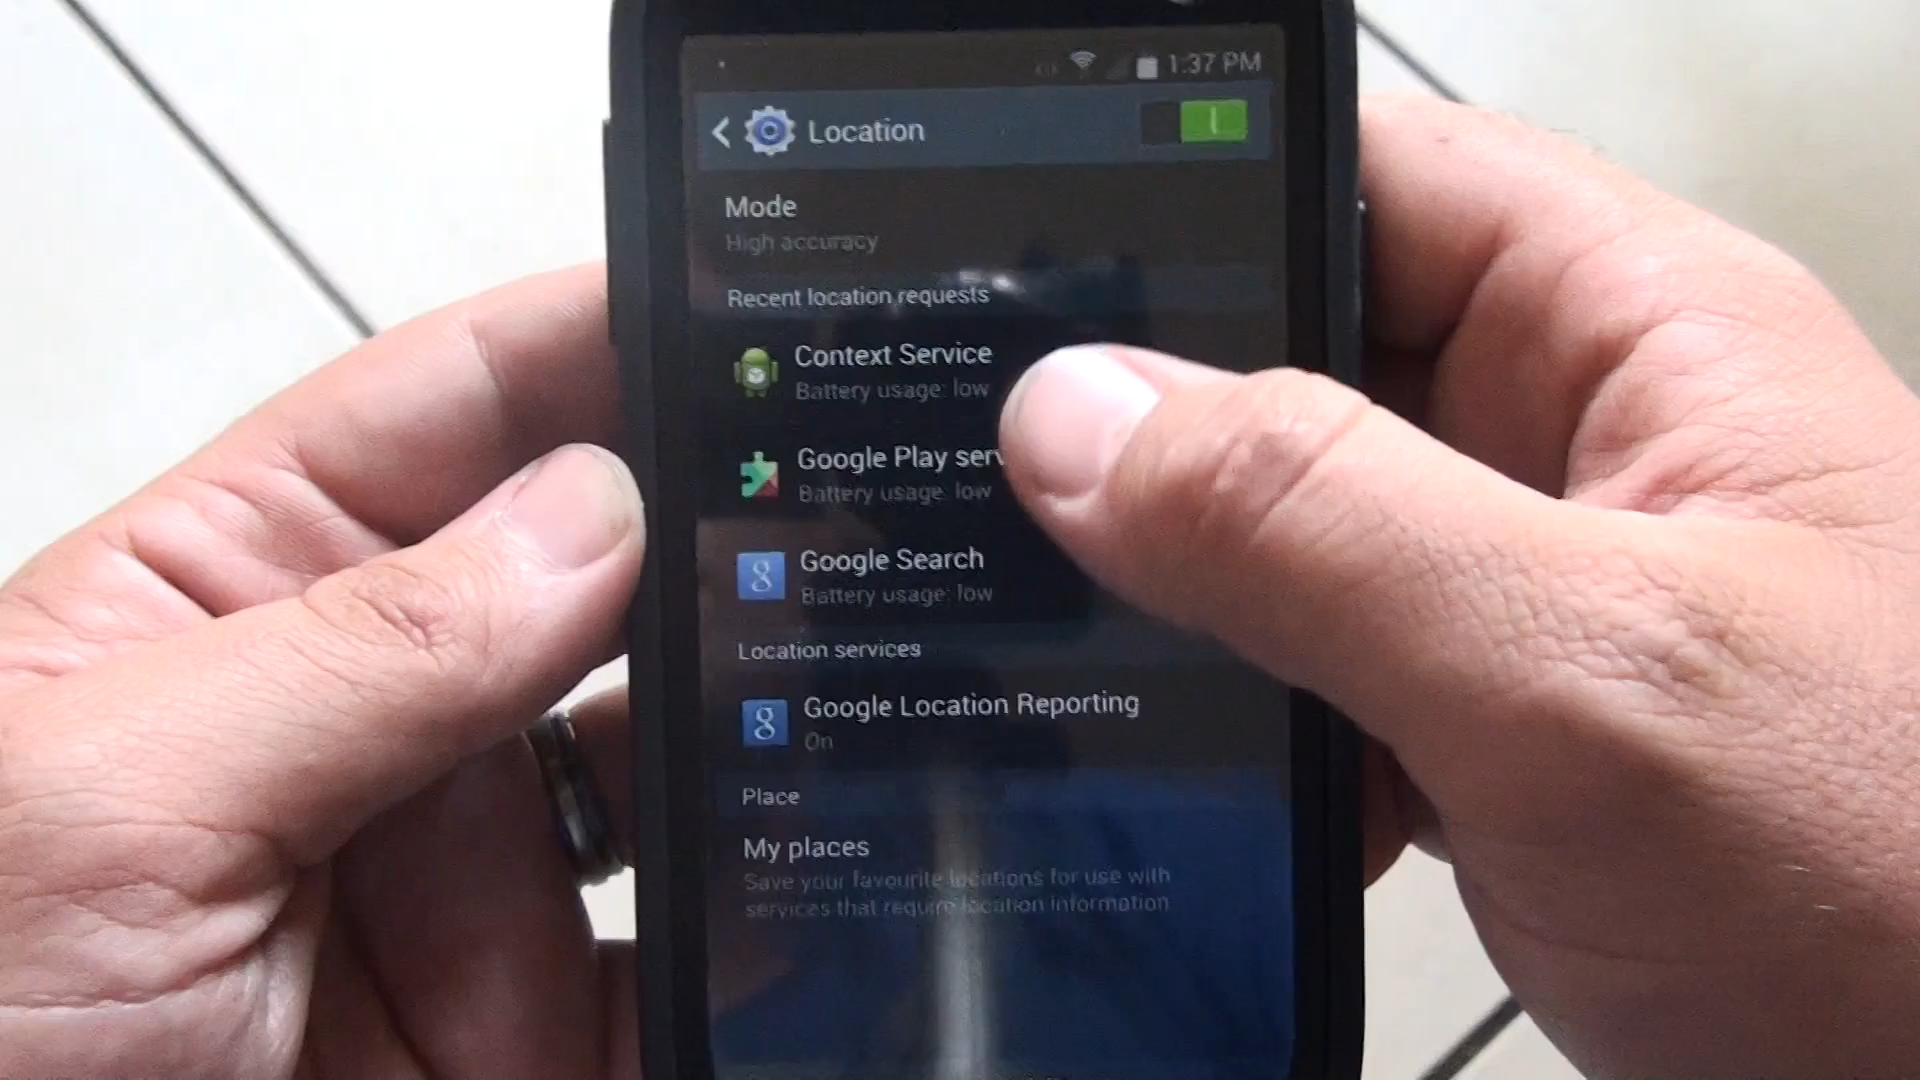 1:37 PM
Location
Mode
High accuracy
Recent location requests
Context Service
Battery usage: low
Google Play serv
Battery usage: low
8
Google Search
Battery usage: low
Location services
8
Google Location Reporting
On
Place
My places
Save your favourite locations for use with
services that require location information